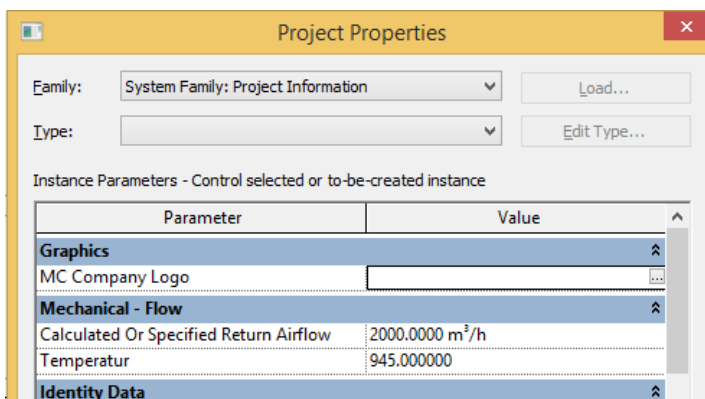 Project Properties
Family: System Family: Project Information Load...
Type: Edit Type...
Instance Parameters - Control selected or to-be-created instance
Parameter Value
Graphics
MC Company Logo ...
Mechanical - Flow
Calculated Or Specified Return Airflow 2000.0000 m³/h
Temperatur 945.000000
Identity Data